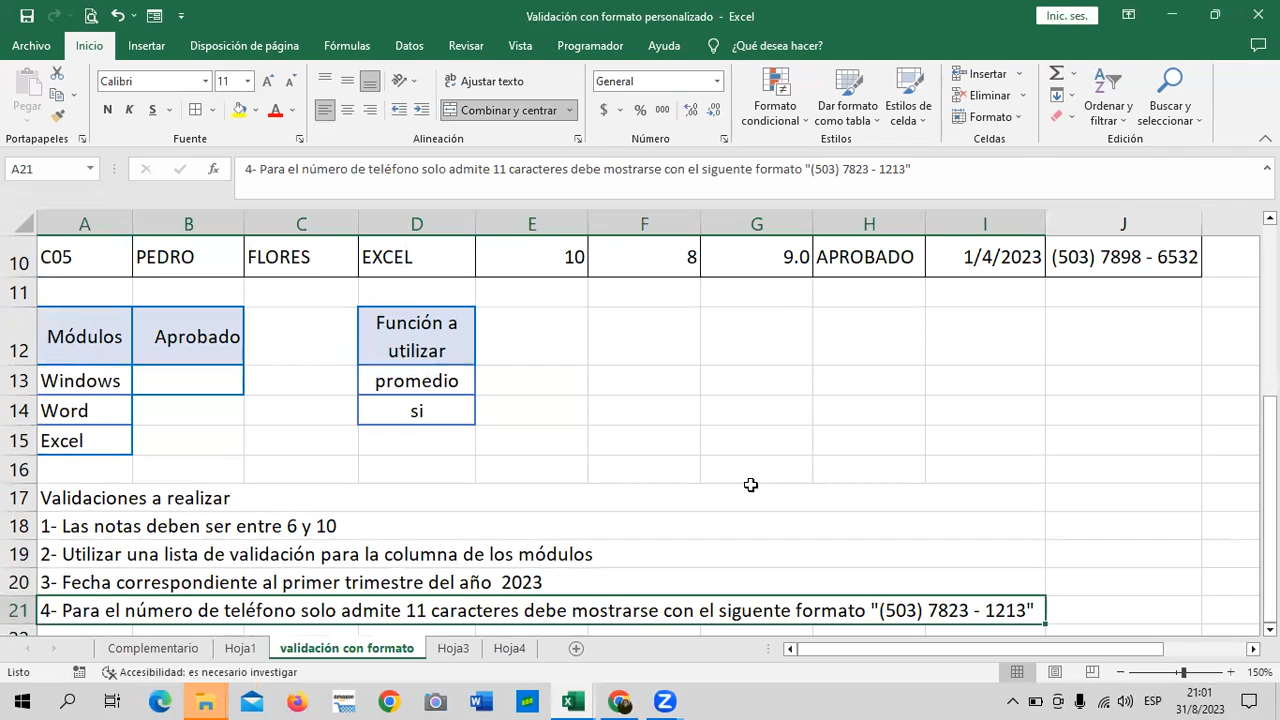 Validación con formato personalizado - Excel
Inic. ses.
Archivo Inicio Insertar Disposición de página Fórmulas Datos Revisar Vista Programador Ayuda ¿Qué desea hacer?
Pegar
Portapapeles
Calibri 11
N K S
Fuente
Ajustar texto
Combinar y centrar
Alineación
General
$ % 000
Número
Formato condicional
Dar formato como tabla
Estilos de celda
Estilos
Insertar
Eliminar
Formato
Celdas
Ordenar y filtrar
Buscar y seleccionar
Edición
A21
fx
4- Para el número de teléfono solo admite 11 caracteres debe mostrarse con el siguente formato "(503) 7823 - 1213"
A B C D E F G H I J
10 C05 PEDRO FLORES EXCEL 10 8 9.0 APROBADO 1/4/2023 (503) 7898 - 6532
11
12 Módulos Aprobado Función a utilizar
13 Windows promedio
14 Word si
15 Excel
16
17 Validaciones a realizar
18 1- Las notas deben ser entre 6 y 10
19 2- Utilizar una lista de validación para la columna de los módulos
20 3- Fecha correspondiente al primer trimestre del año  2023
21 4- Para el número de teléfono solo admite 11 caracteres debe mostrarse con el siguente formato "(503) 7823 - 1213"
Complementario Hoja1 validación con formato Hoja3 Hoja4
Listo Accesibilidad: es necesario investigar 150%
ESP 21:01
31/8/2023